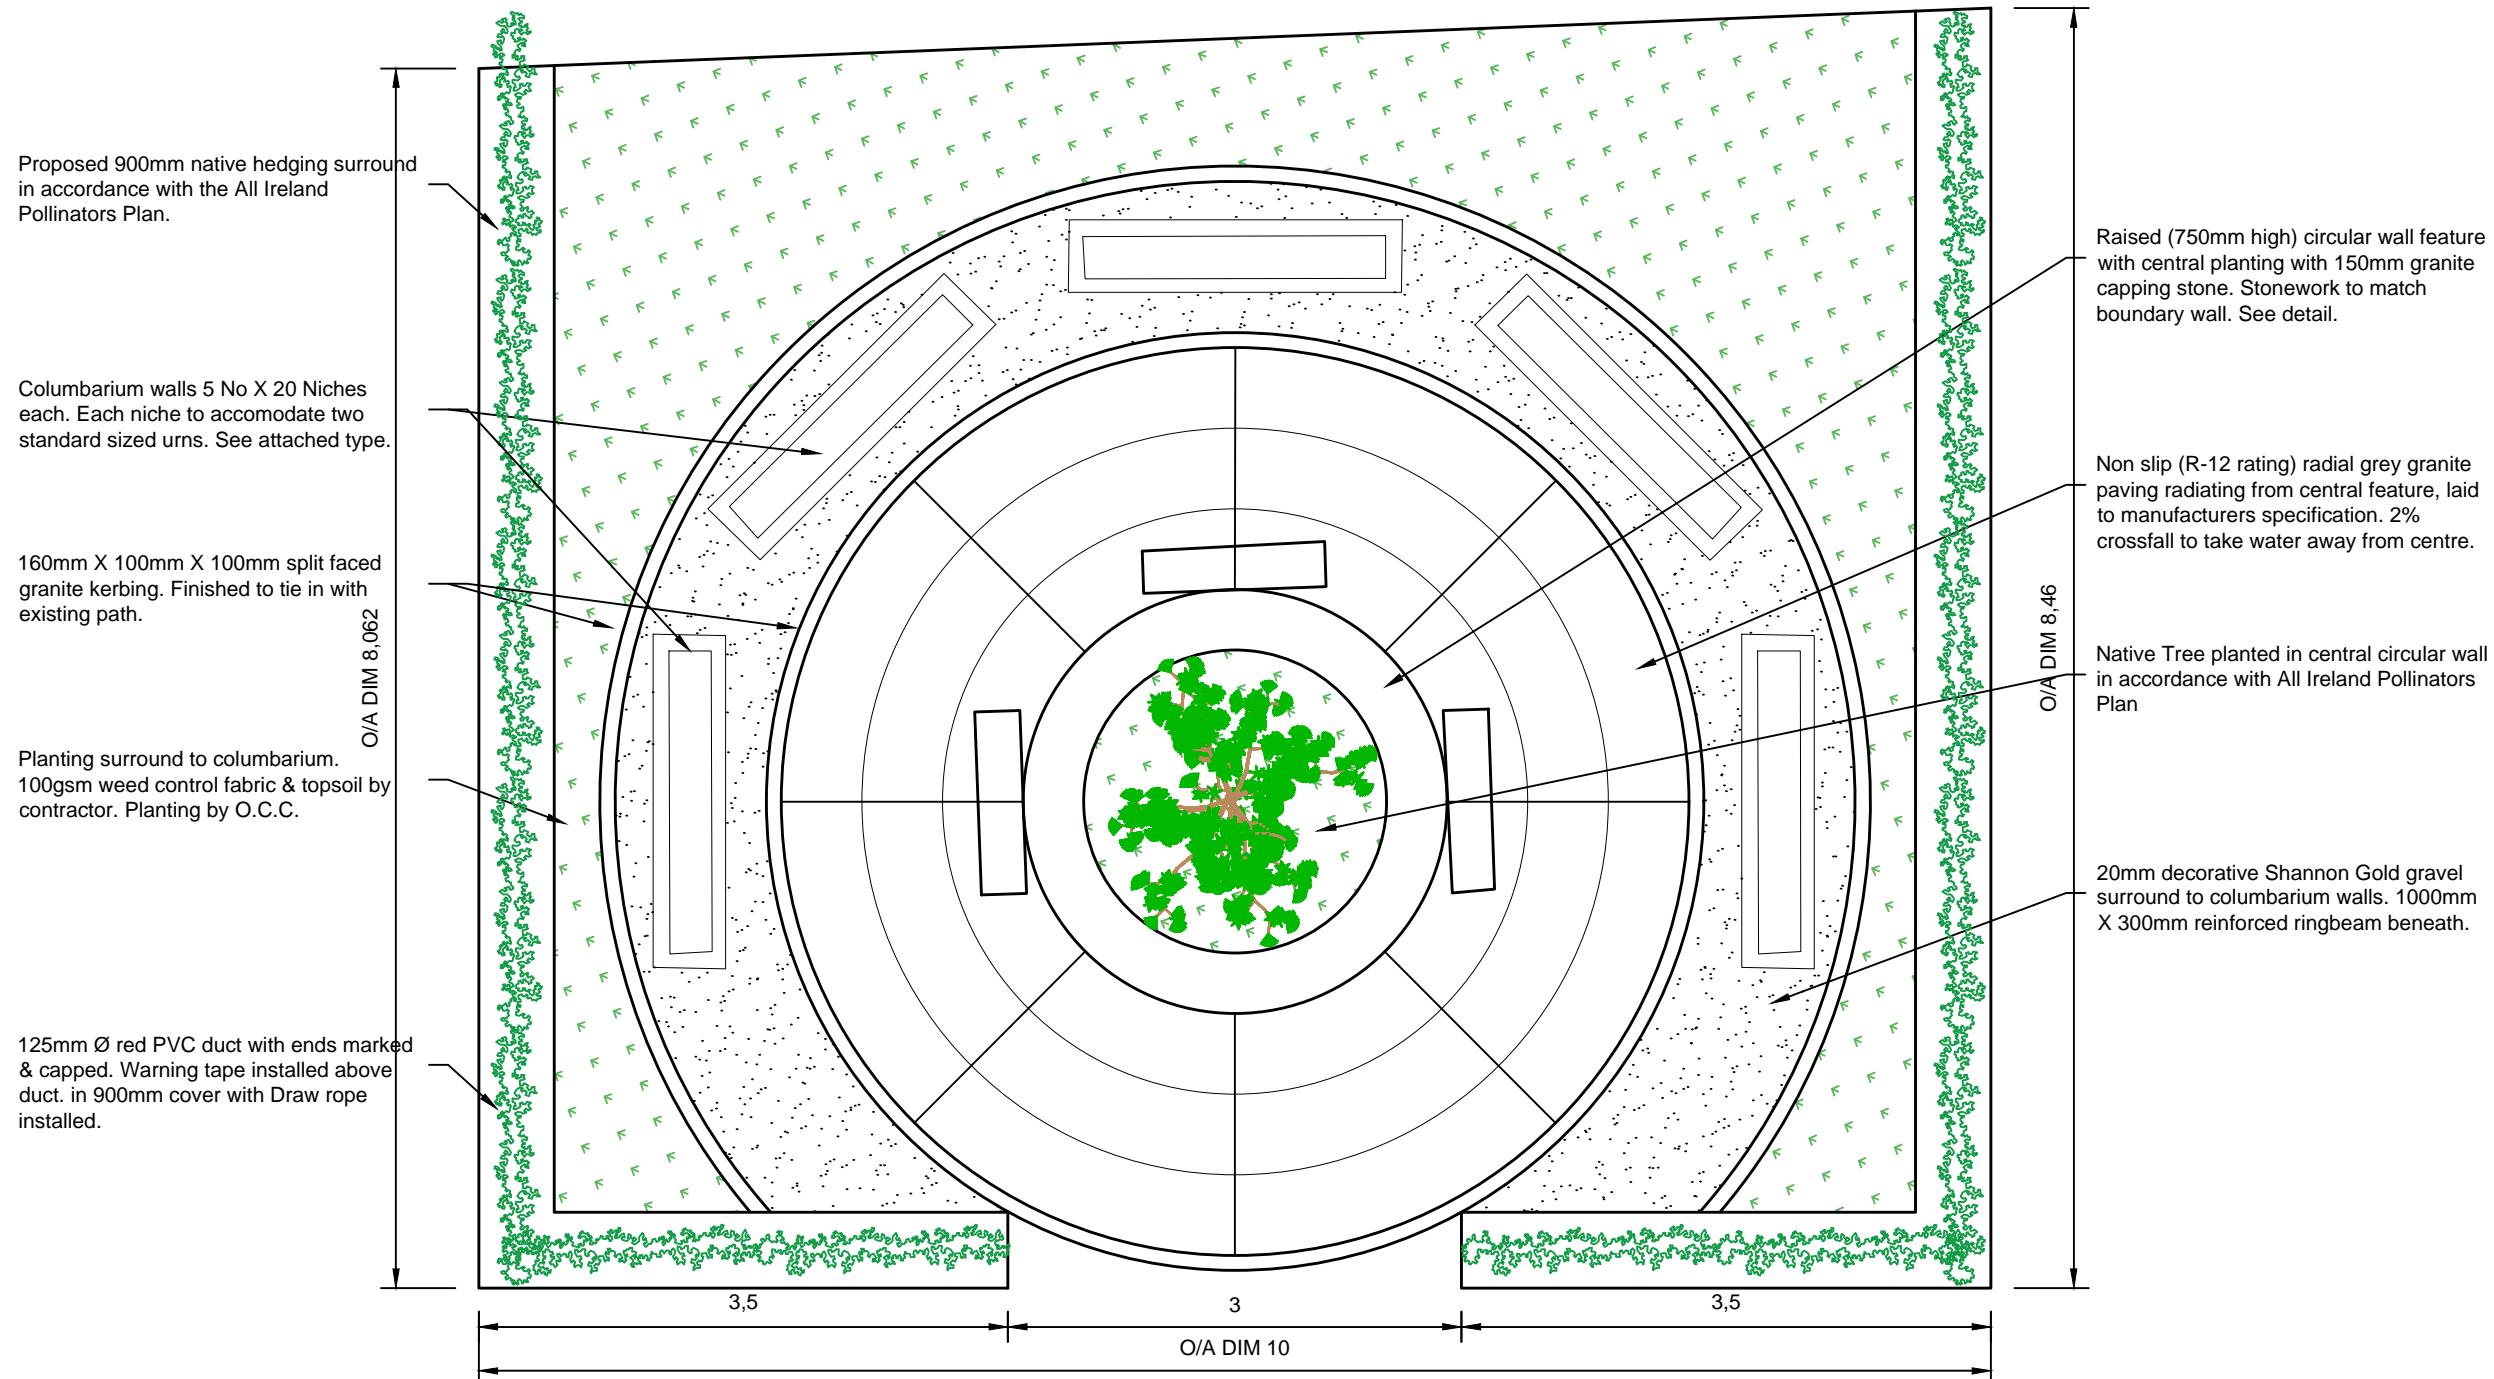 Proposed 900mm native hedging surround
in accordance with the All Ireland
Pollinators Plan.
Columbarium walls 5 No X 20 Niches
each. Each niche to accomodate two
standard sized urns. See attached type.
160mm X 100mm X 100mm split faced
granite kerbing. Finished to tie in with
existing path.
Planting surround to columbarium.
100gsm weed control fabric & topsoil by
contractor. Planting by O.C.C.
125mm Ø red PVC duct with ends marked
& capped. Warning tape installed above
duct. in 900mm cover with Draw rope
installed.
O/A DIM 8,062
Raised (750mm high) circular wall feature
with central planting with 150mm granite
capping stone. Stonework to match
boundary wall. See detail.
Non slip (R-12 rating) radial grey granite
paving radiating from central feature, laid
to manufacturers specification. 2%
crossfall to take water away from centre.
O/A DIM 8,46
Native Tree planted in central circular wall
in accordance with All Ireland Pollinators
Plan
20mm decorative Shannon Gold gravel
surround to columbarium walls. 1000mm
X 300mm reinforced ringbeam beneath.
3,5
3
3,5
O/A DIM 10